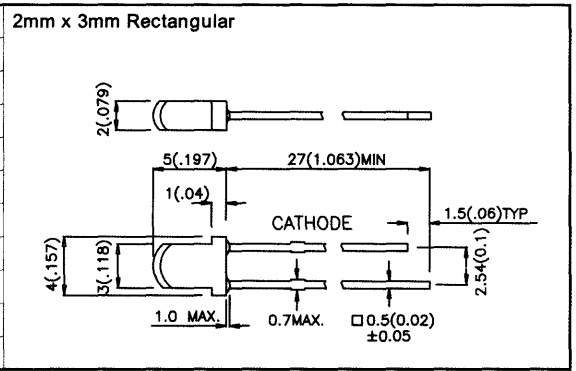 2mm x 3mm Rectangular
2(.079)
5(.197)
27(1.063)MIN
1(.04)
CATHODE
1.5(.06)TYP
4(.157)
3(.118)
2.54(0.1)
1.0 MAX.
0.7MAX.
□0.5(0.02)
±0.05